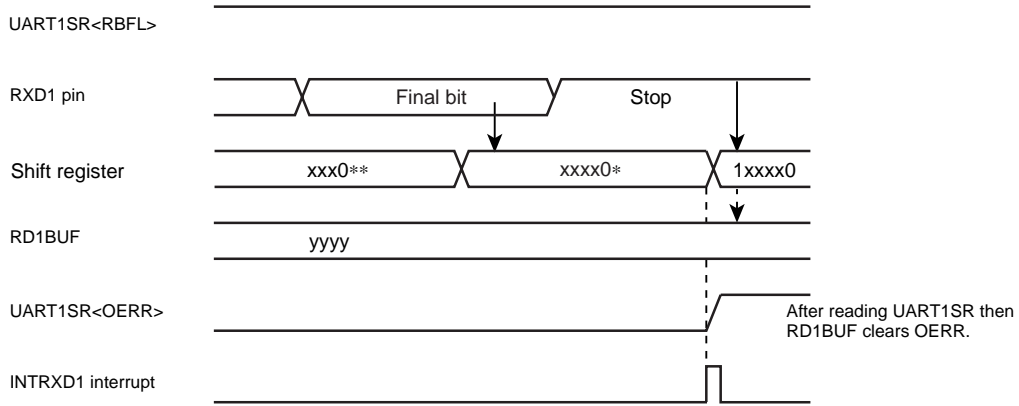 UART1SR<RBFL>
RXD1 pin
Final bit
Stop
Shift register
xxx0**
xxxx0*
1xxxx0
RD1BUF
yyyy
UART1SR<OERR>
After reading UART1SR then
RD1BUF clears OERR.
INTRXD1 interrupt